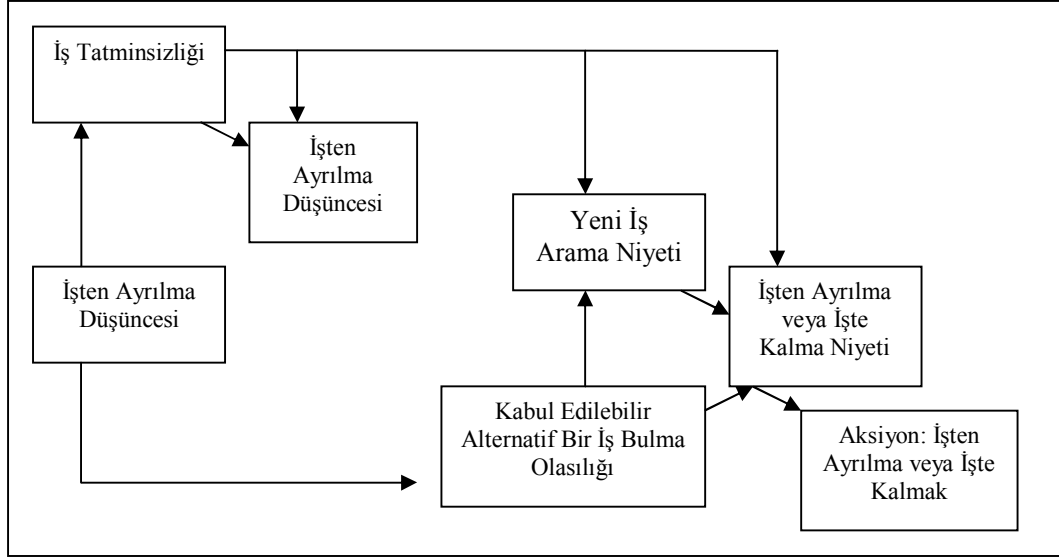 İş Tatminsizliği
İşten
Ayrılma
Düşüncesi
Yeni İş
Arama Niyeti
İşten Ayrılma
Düşüncesi
İşten Ayrılma
veya İşte
Kalma Niyeti
Kabul Edilebilir
Alternatif Bir İş Bulma
Olasılığı
Aksiyon: İşten
Ayrılma veya İşte
Kalmak